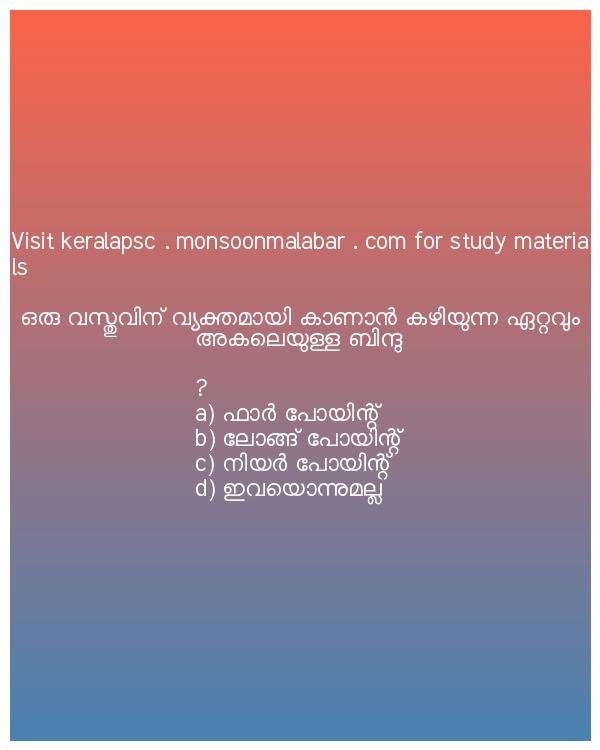 Visit keralapsc . monsoonmalabar . com for study materia
ls
ഒരു വസ്തുവിന് വ്യക്തമായി കാണാൻ കഴിയുന്ന ഏറ്റവും
അകലെയുള്ള ബിന്ദു
?
a) ഫാർ പോയിന്റ്
b) ലോങ്ങ് പോയിന്റ്
c) നിയർ പോയിന്റ്
d) ഇവയൊന്നുമല്ല